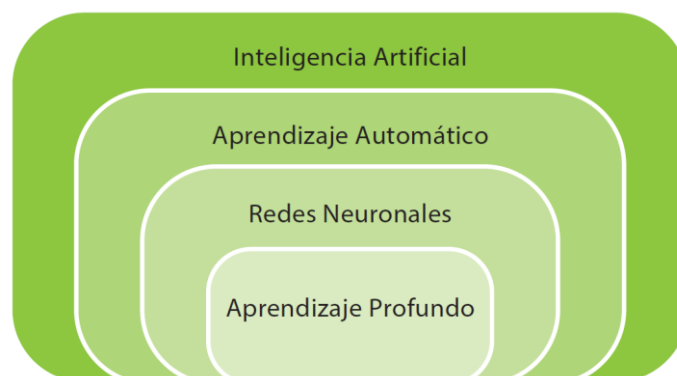 Inteligencia Artificial
Aprendizaje Automático
Redes Neuronales
Aprendizaje Profundo